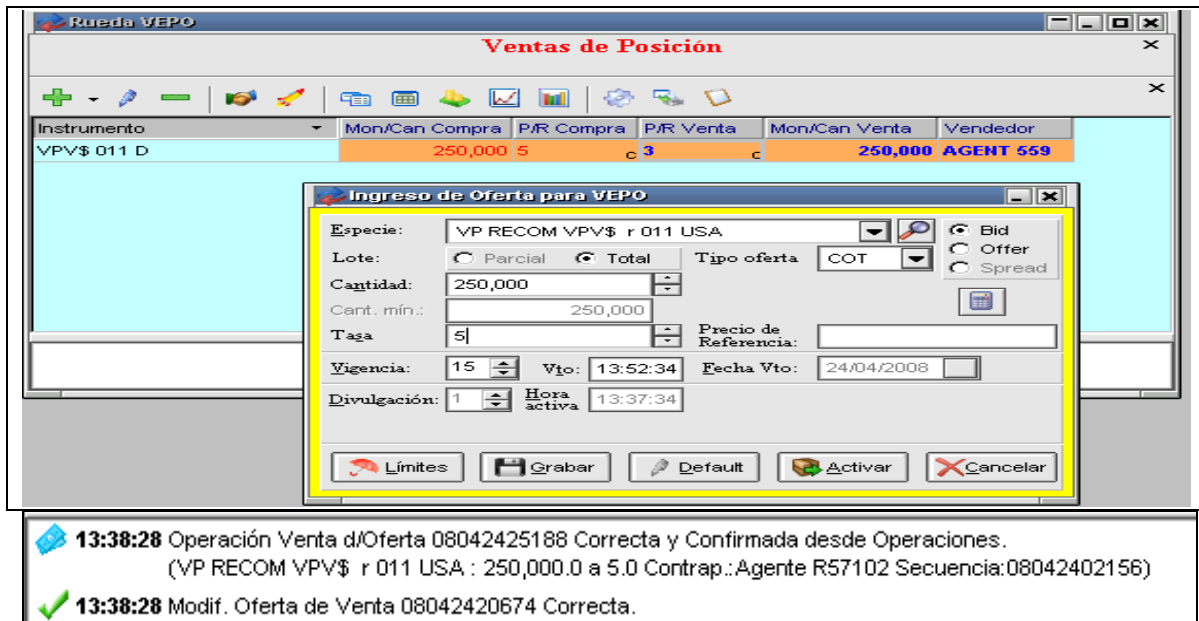 Rueda VEPO
Ventas de Posición
Instrumento Mon/Can Compra P/R Compra P/R Venta Mon/Can Venta Vendedor
VPV$ 011 D 250,000 5 c 3 c 250,000 AGENT 559
Ingreso de Oferta para VEPO
Especie: VP RECOM VPV$ r 011 USA Bid
Lote: Parcial Total Tipo oferta COT Offer
Spread
Cantidad: 250,000
Cant. mín.: 250,000
Tasa 5 Precio de Referencia:
Vigencia: 15 Vto: 13:52:34 Fecha Vto: 24/04/2008
Divulgación: 1 Hora activa 13:37:34
Límites Grabar Default Activar Cancelar
13:38:28 Operación Venta d/Oferta 08042425188 Correcta y Confirmada desde Operaciones.
(VP RECOM VPV$ r 011 USA : 250,000.0 a 5.0 Contrap.:Agente R57102 Secuencia:08042402156)
13:38:28 Modif. Oferta de Venta 08042420674 Correcta.